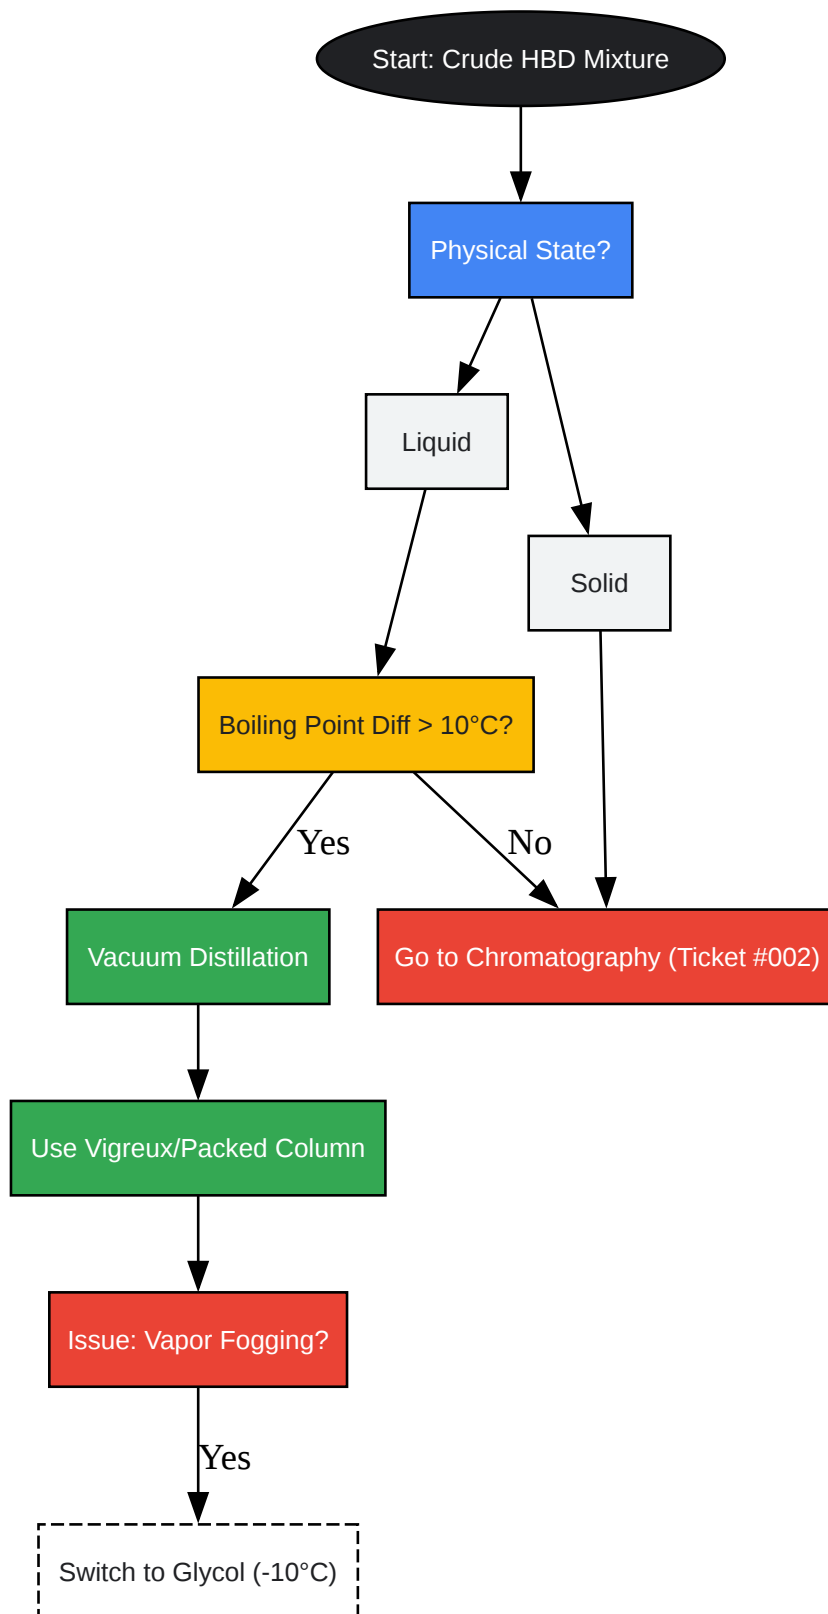 Start: Crude HBD Mixture
Physical State?
Liquid
Solid
Boiling Point Diff > 10°C?
Yes
No
Vacuum Distillation
Go to Chromatography (Ticket #002)
Use Vigreux/Packed Column
Issue: Vapor Fogging?
Yes
Switch to Glycol (-10°C)